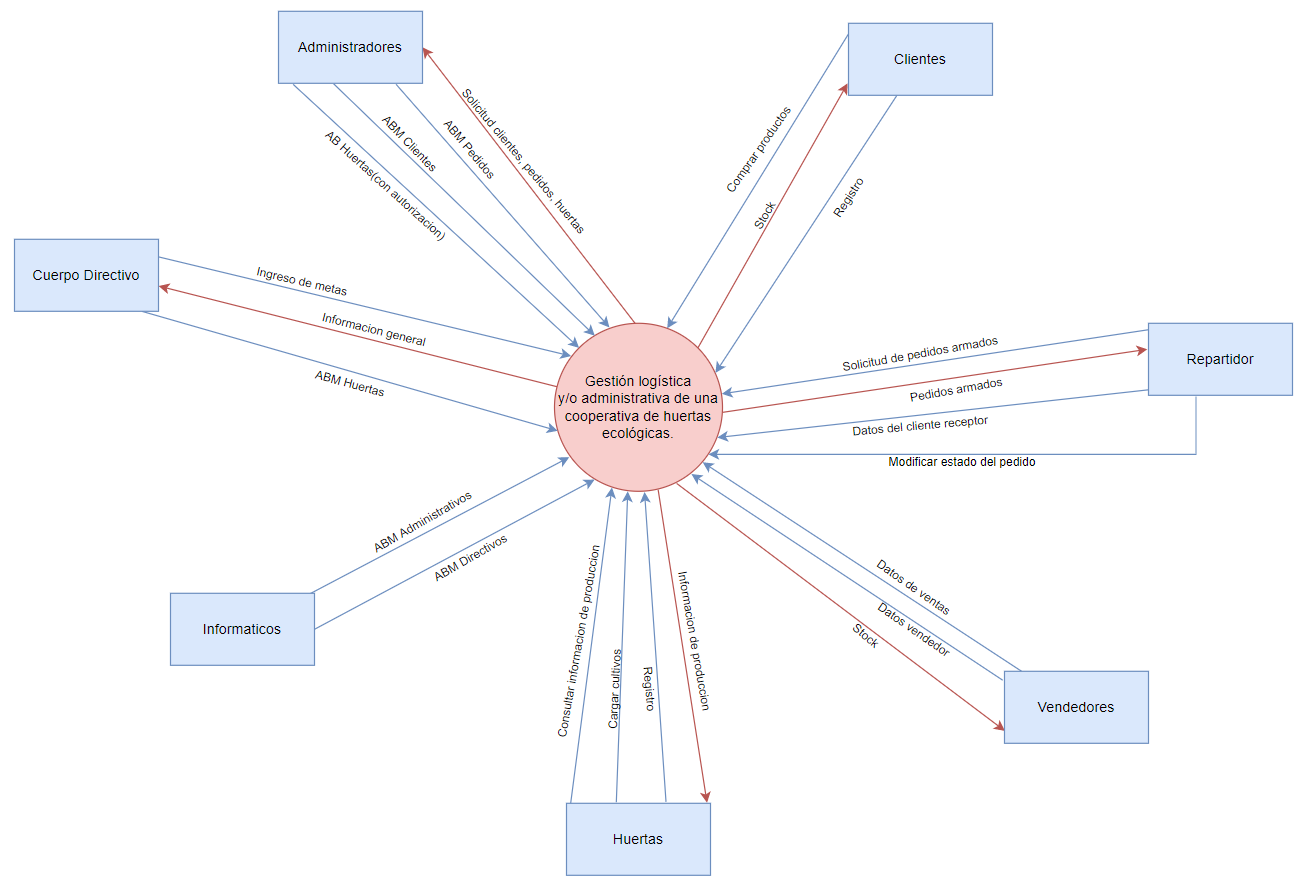 Administradores
Clientes
Solicitud clientes, pedidos, huertas
ABM Pedidos
ABM Clientes
AB Huertas(con autorizacion)
Comprar productos
Stock
Registro
Cuerpo Directivo
Ingreso de metas
Informacion general
ABM Huertas
Gestión logística
y/o administrativa de una
cooperativa de huertas
ecológicas.
Repartidor
Solicitud de pedidos armados
Pedidos armados
Datos del cliente receptor
Modificar estado del pedido
ABM Administrativos
ABM Directivos
Informaticos
Consultar informacion de produccion
Cargar cultivos
Registro
Informacion de produccion
Datos de ventas
Datos vendedor
Stock
Vendedores
Huertas